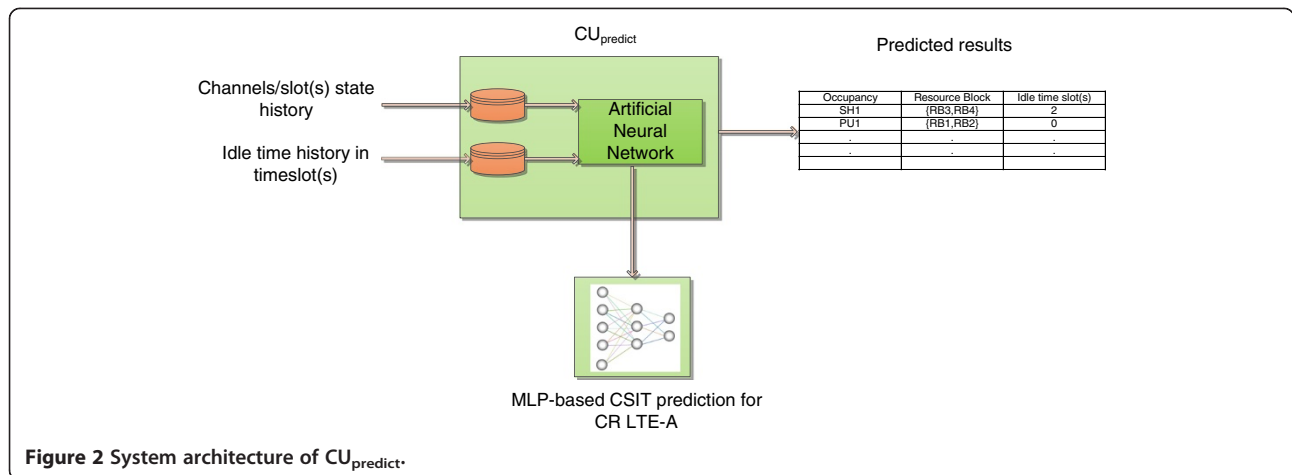 CUpredict
Predicted results
Channels/slot(s) state
history
Idle time history in
timeslot(s)
Artificial
Neural
Network
Occupancy Resource Block Idle time slot(s)
SH1 {RB3,RB4} 2
PU1 {RB1,RB2} 0
. . .
. . .
MLP-based CSIT prediction for
CR LTE-A
Figure 2 System architecture of CUpredict.